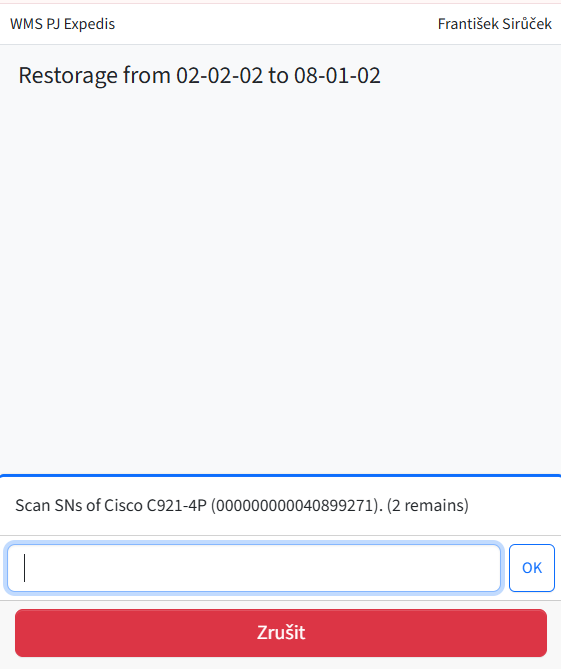 WMS PJ Expedis
František Sirůček
Restorage from 02-02-02 to 08-01-02
Scan SNs of Cisco C921-4P (000000000040899271). (2 remains)
OK
Zrušit